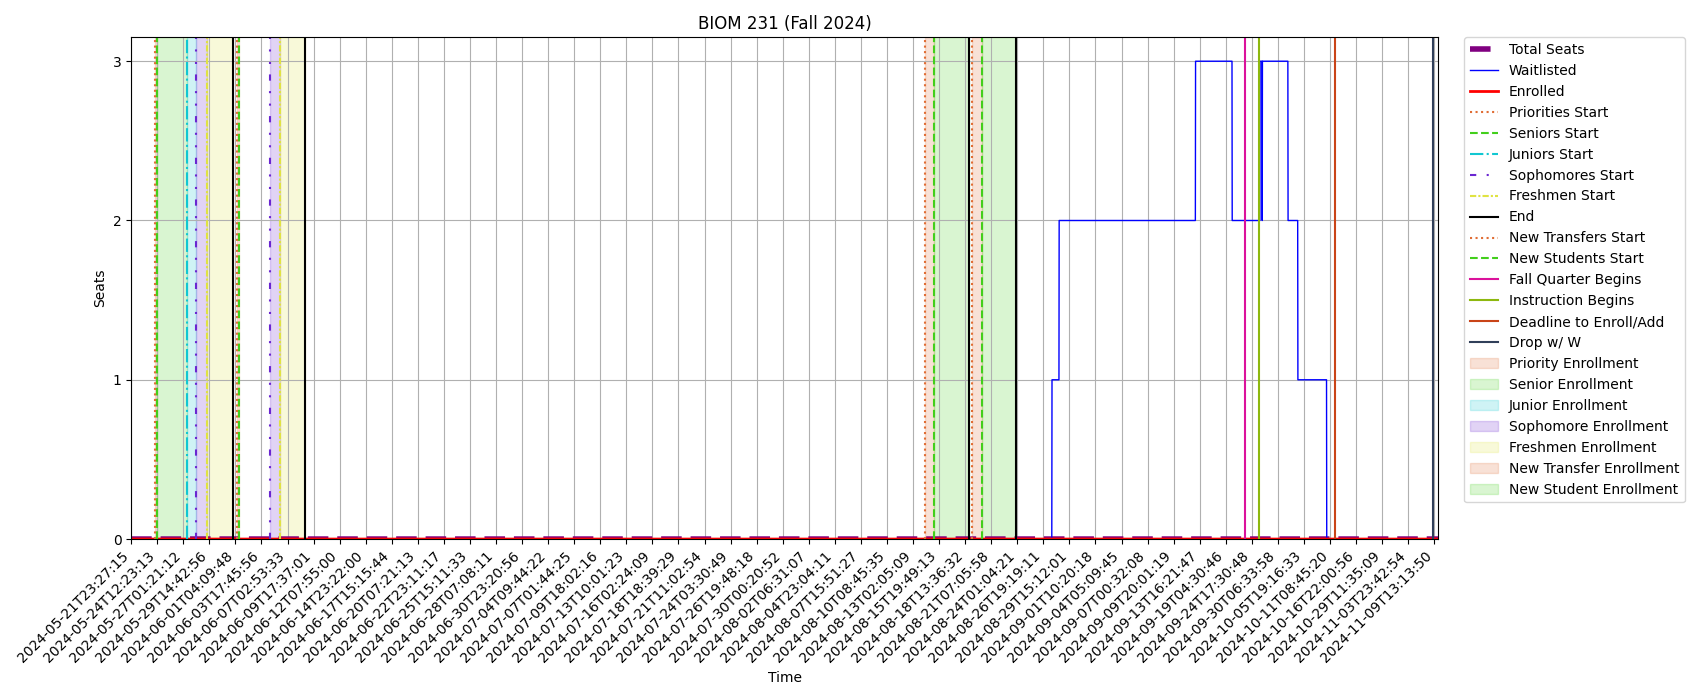 BIOM 231 (Fall 2024)
Seats
3
2
1
0
2024-05-21T23:27:15
2024-05-24T12:23:13
2024-05-27T01:21:12
2024-05-29T14:42:56
2024-06-01T04:09:48
2024-06-03T17:45:56
2024-06-07T02:53:33
2024-06-09T17:37:01
2024-06-12T07:55:00
2024-06-14T23:22:00
2024-06-17T15:15:44
2024-06-20T07:21:13
2024-06-22T23:11:17
2024-06-25T15:11:33
2024-06-28T07:08:11
2024-06-30T23:20:56
2024-07-04T09:44:22
2024-07-07T01:44:25
2024-07-09T18:02:16
2024-07-13T10:01:23
2024-07-16T02:24:09
2024-07-18T18:39:29
2024-07-21T11:02:54
2024-07-24T03:30:49
2024-07-26T19:48:18
2024-07-30T00:20:52
2024-08-02T06:31:07
2024-08-04T23:04:11
2024-08-07T15:51:27
2024-08-10T08:45:35
2024-08-13T02:05:09
2024-08-15T19:49:13
2024-08-18T13:36:32
2024-08-21T07:05:58
2024-08-24T01:04:21
2024-08-26T19:19:11
2024-08-29T15:12:01
2024-09-01T10:20:18
2024-09-04T05:09:45
2024-09-07T00:32:08
2024-09-09T20:01:19
2024-09-13T16:21:47
2024-09-19T04:30:46
2024-09-24T17:30:48
2024-09-30T06:33:58
2024-10-05T19:16:33
2024-10-11T08:45:20
2024-10-16T22:00:56
2024-10-29T11:35:09
2024-11-03T23:42:54
2024-11-09T13:13:50
Time
Total Seats
Waitlisted
Enrolled
Priorities Start
Seniors Start
Juniors Start
Sophomores Start
Freshmen Start
End
New Transfers Start
New Students Start
Fall Quarter Begins
Instruction Begins
Deadline to Enroll/Add
Drop w/ W
Priority Enrollment
Senior Enrollment
Junior Enrollment
Sophomore Enrollment
Freshmen Enrollment
New Transfer Enrollment
New Student Enrollment